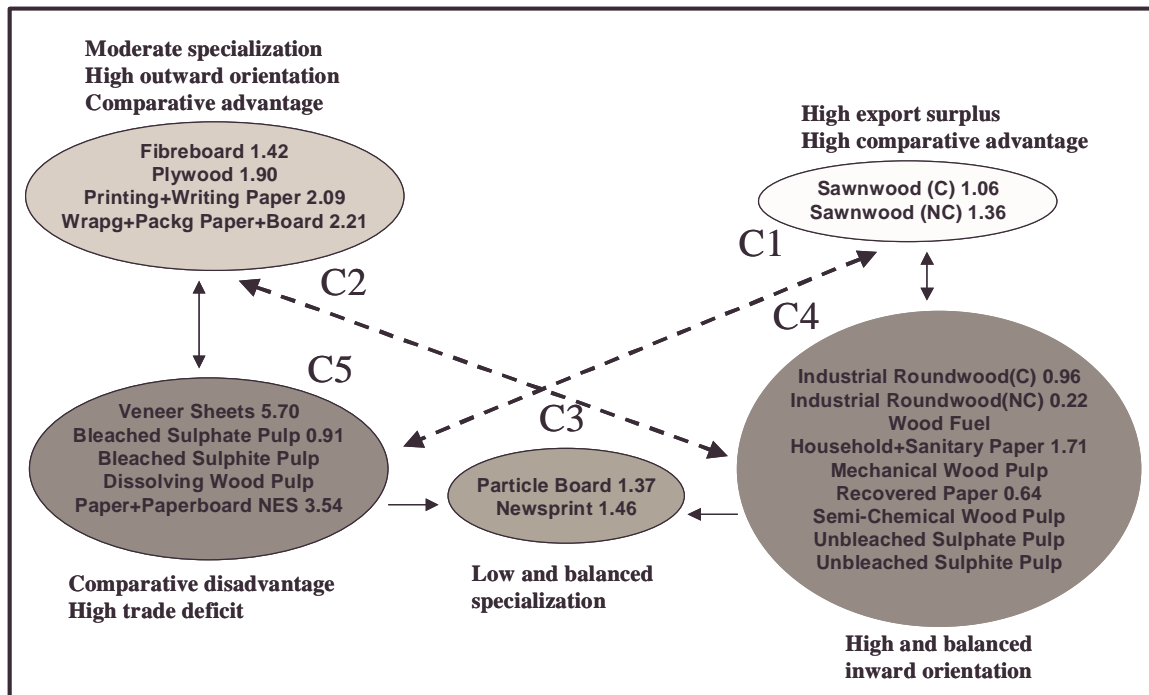 Moderate specialization
High outward orientation
Comparative advantage
Fibreboard 1.42
Plywood 1.90
Printing+Writing Paper 2.09
Wrapg+Packg Paper+Board 2.21
C2
High export surplus
High comparative advantage
Sawnwood (C) 1.06
Sawnwood (NC) 1.36
C1
C4
C5
Veneer Sheets 5.70
Bleached Sulphate Pulp 0.91
Bleached Sulphite Pulp
Dissolving Wood Pulp
Paper+Paperboard NES 3.54
Comparative disadvantage
High trade deficit
C3
Particle Board 1.37
Newsprint 1.46
Low and balanced
specialization
Industrial Roundwood(C) 0.96
Industrial Roundwood(NC) 0.22
Wood Fuel
Household+Sanitary Paper 1.71
Mechanical Wood Pulp
Recovered Paper 0.64
Semi-Chemical Wood Pulp
Unbleached Sulphate Pulp
Unbleached Sulphite Pulp
High and balanced
inward orientation